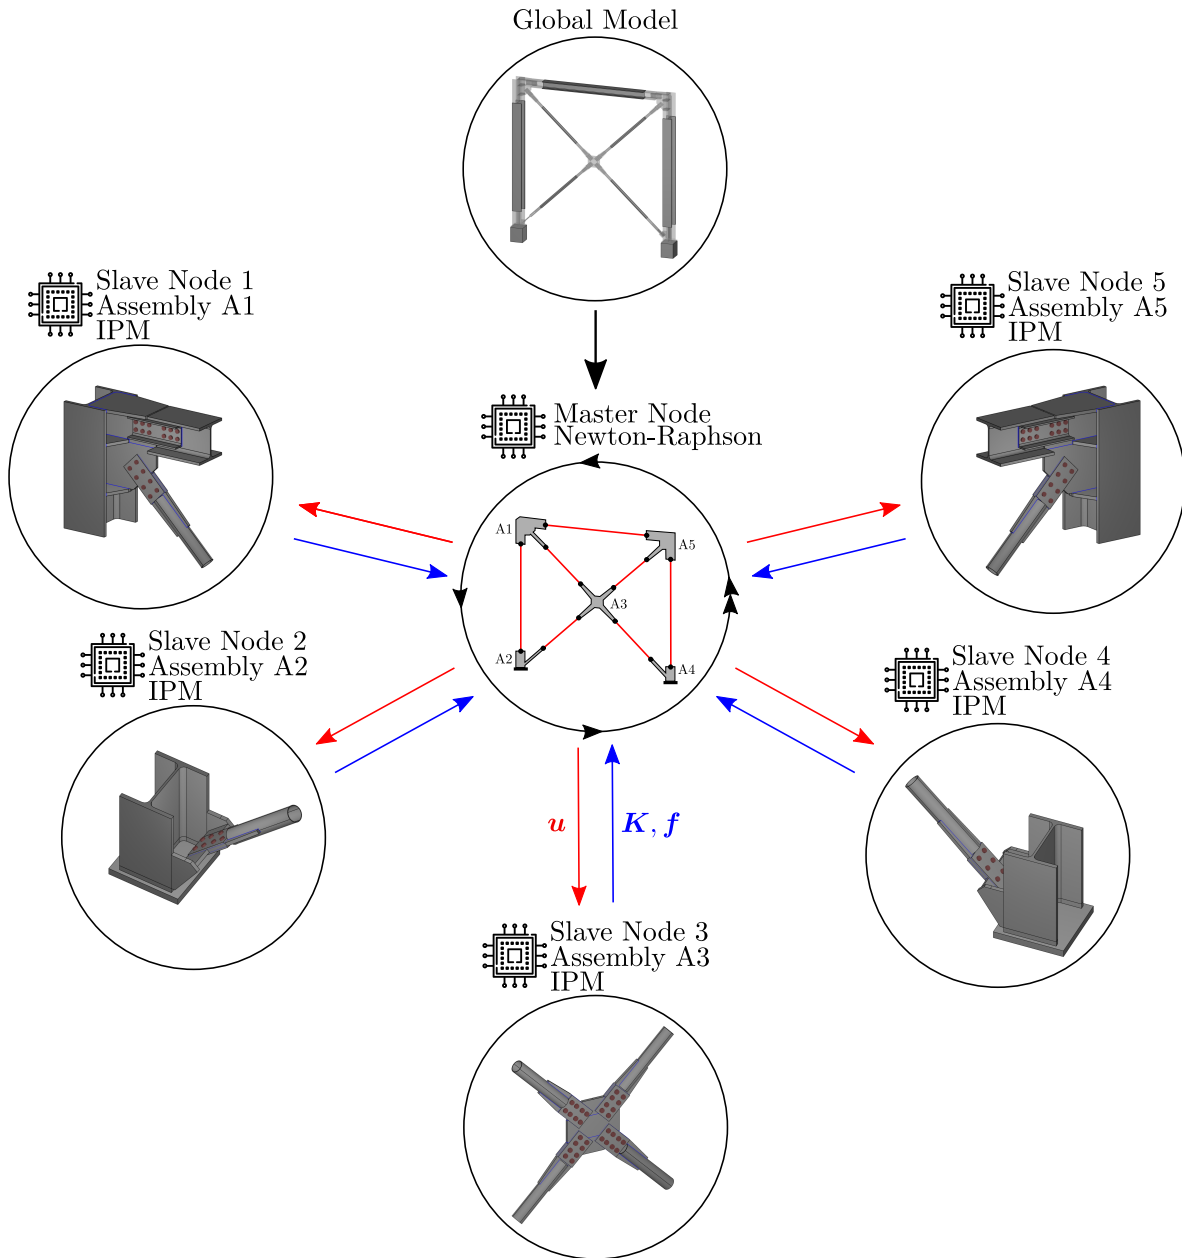 Global Model
Slave Node 1
Assembly A1
IPM
Slave Node 5
Assembly A5
IPM
Master Node
Newton-Raphson
A1
A5
A3
A2
A4
Slave Node 2
Assembly A2
IPM
Slave Node 4
Assembly A4
IPM
u
K, f
Slave Node 3
Assembly A3
IPM